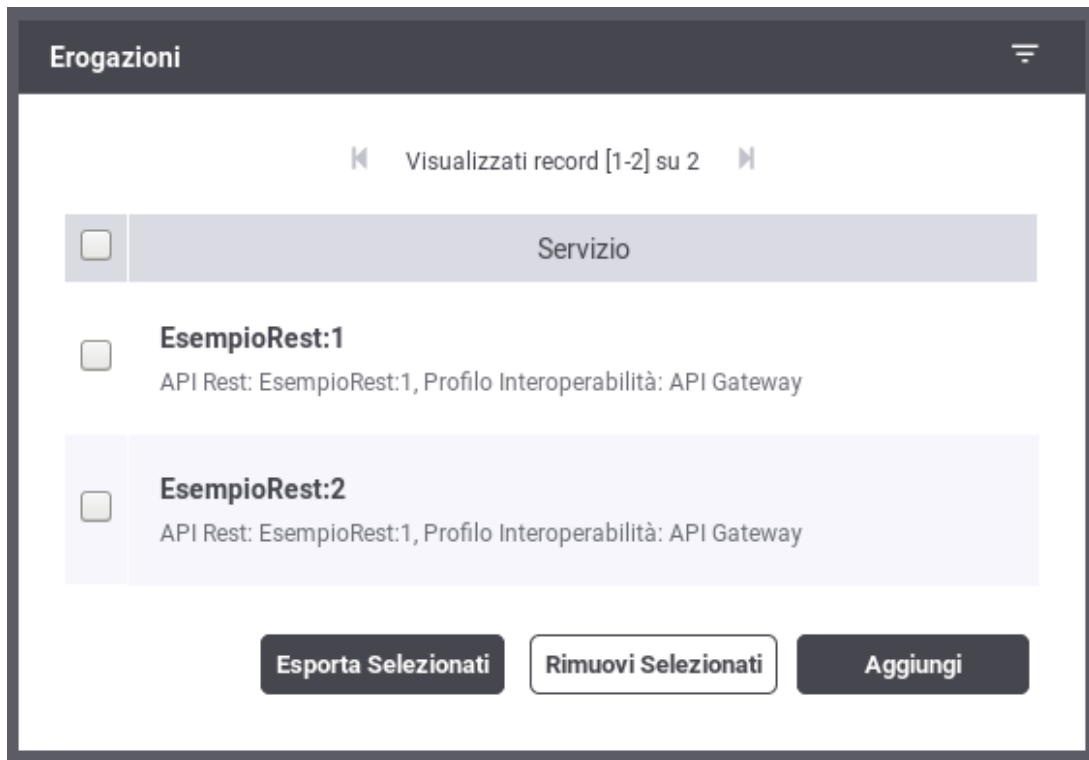 Erogazioni
Visualizzati record [1-2] su 2
Servizio
EsempioRest:1
API Rest: EsempioRest:1, Profilo Interoperabilità: API Gateway
EsempioRest:2
API Rest: EsempioRest:1, Profilo Interoperabilità: API Gateway
Esporta Selezionati
Rimuovi Selezionati
Aggiungi